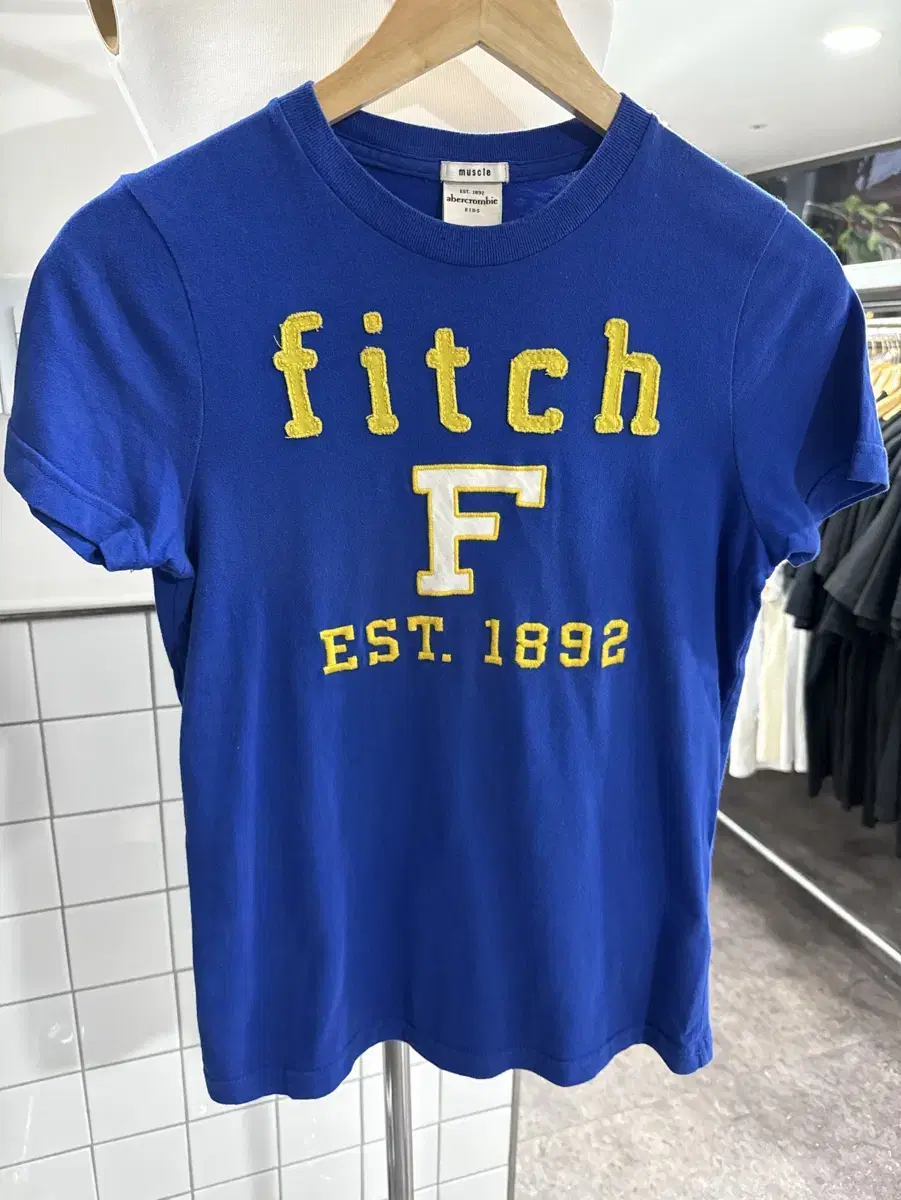 muscle
EST. 1892
abercrombie
KIDS
fitch
F
EST. 1892